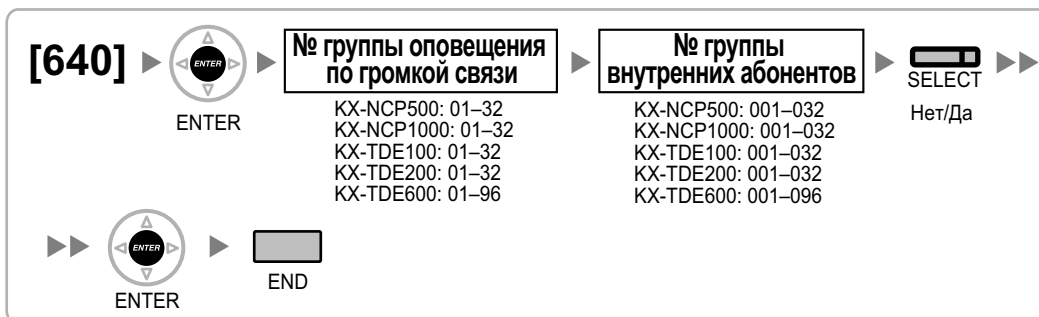 [640]
ENTER
ENTER
№ группы оповещения
по громкой связи
KX-NCP500: 01–32
KX-NCP1000: 01–32
KX-TDE100: 01–32
KX-TDE200: 01–32
KX-TDE600: 01–96
№ группы
внутренних абонентов
KX-NCP500: 001–032
KX-NCP1000: 001–032
KX-TDE100: 001–032
KX-TDE200: 001–032
KX-TDE600: 001–096
SELECT
Нет/Да
ENTER
ENTER
END